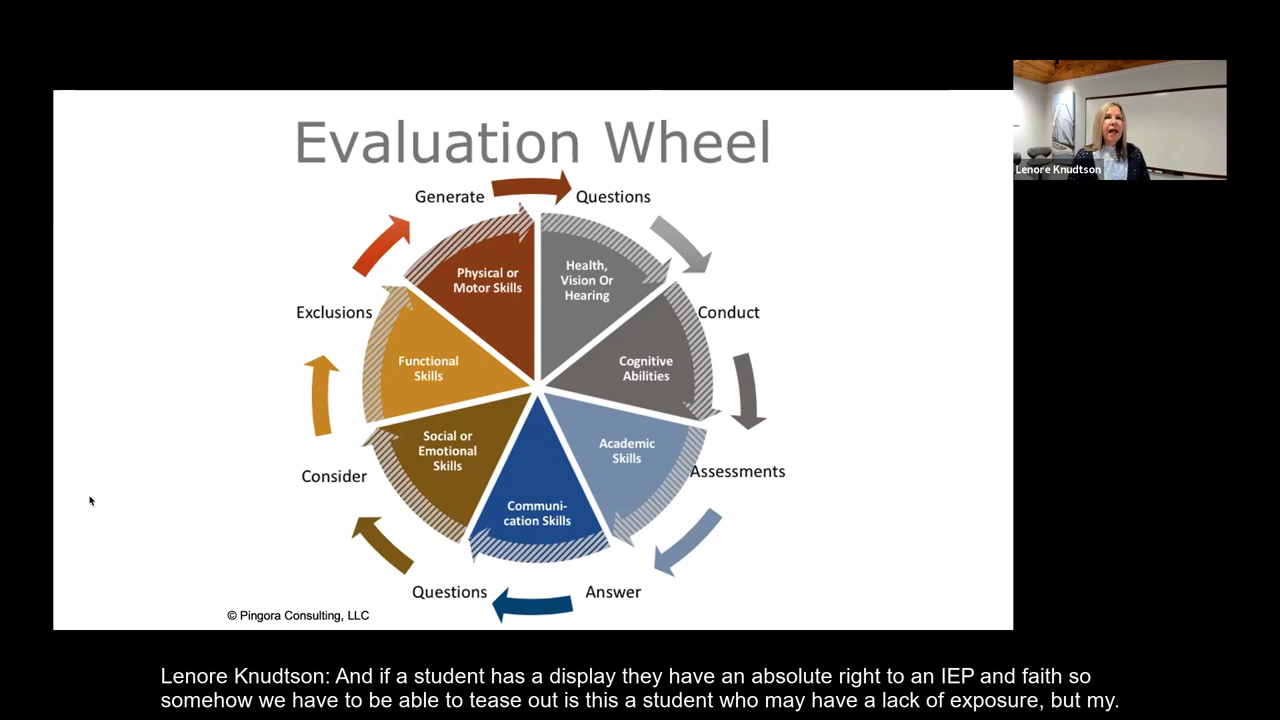 Evaluation Wheel
Generate
Questions
Physical or
Motor Skills
Health,
Vision Or
Hearing
Exclusions
Conduct
Functional
Skills
Cognitive
Abilities
Social or
Emotional
Skills
Academic
Skills
Consider
Assessments
Communi-
cation Skills
Questions
Answer
© Pingora Consulting, LLC
Lenore Knudtson
Lenore Knudtson: And if a student has a display they have an absolute right to an IEP and faith so
somehow we have to be able to tease out is this a student who may have a lack of exposure, but my.